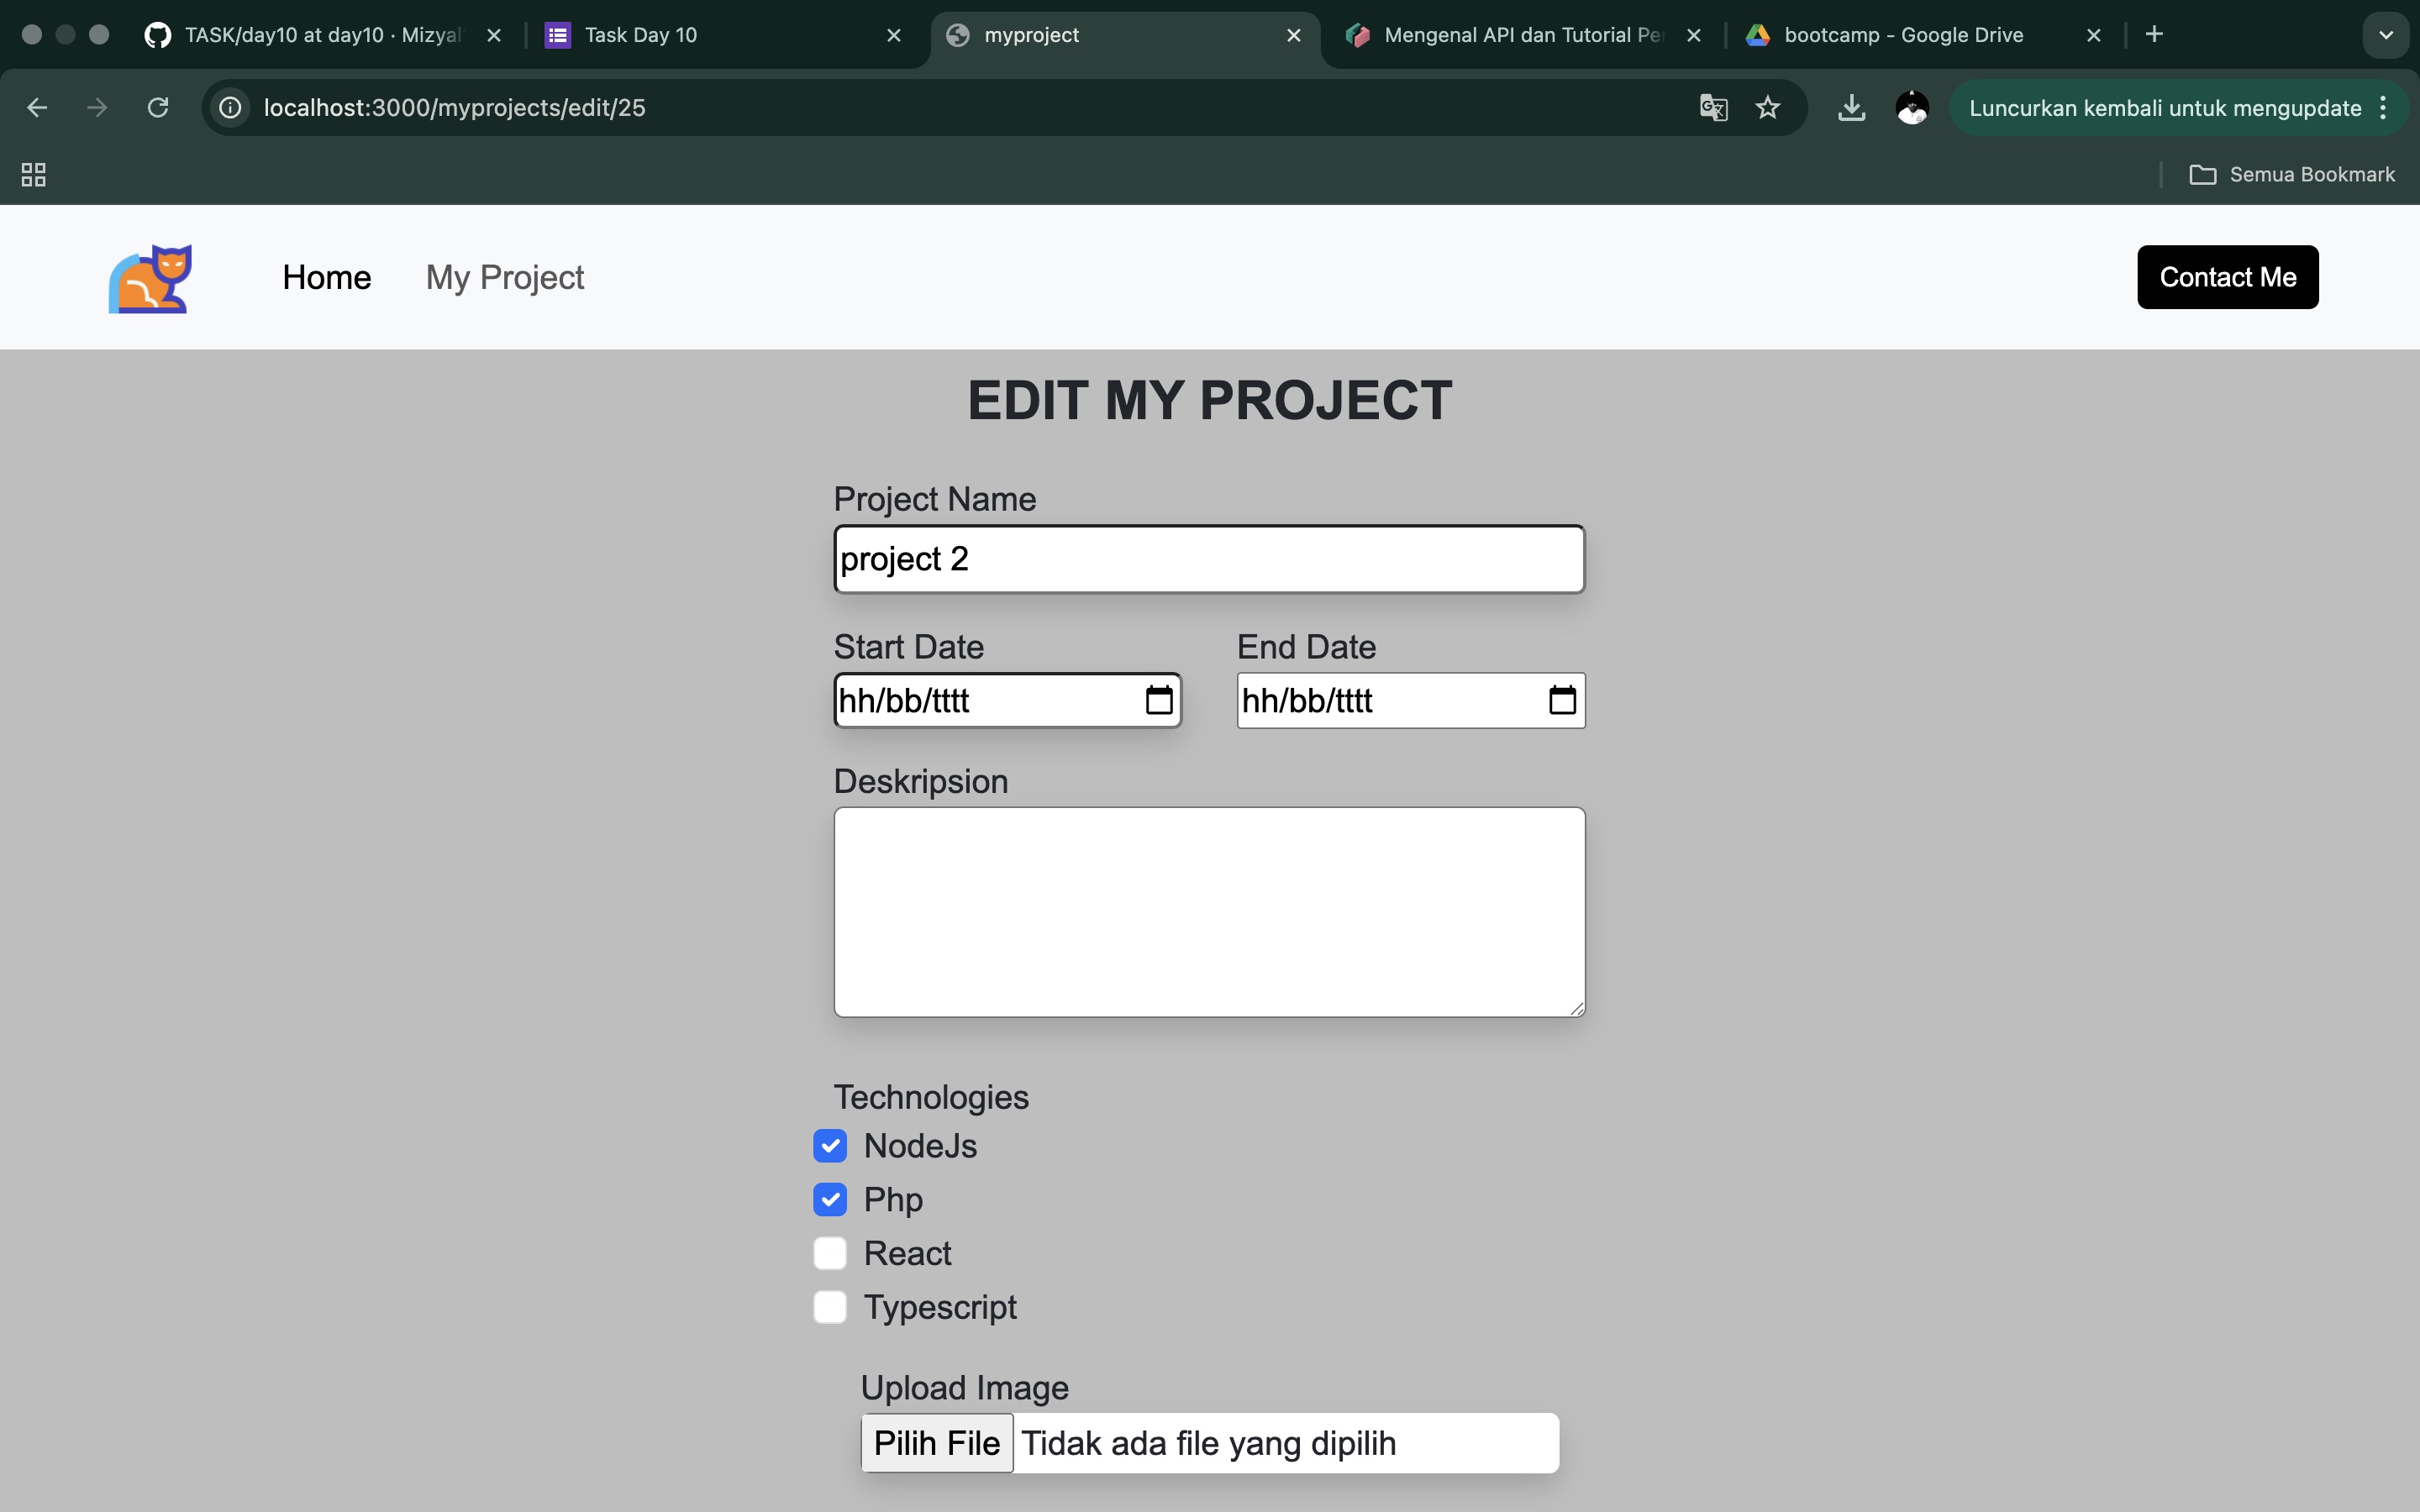 TASK/day10 at day10 · Mizyal
Task Day 10
myproject
Mengenal API dan Tutorial Pe
bootcamp - Google Drive
localhost:3000/myprojects/edit/25
Luncurkan kembali untuk mengupdate
Semua Bookmark
Home
My Project
Contact Me
EDIT MY PROJECT
Project Name
project 2
Start Date
End Date
hh/bb/tttt
hh/bb/tttt
Deskripsion
Technologies
NodeJs
Php
React
Typescript
Upload Image
Pilih File Tidak ada file yang dipilih